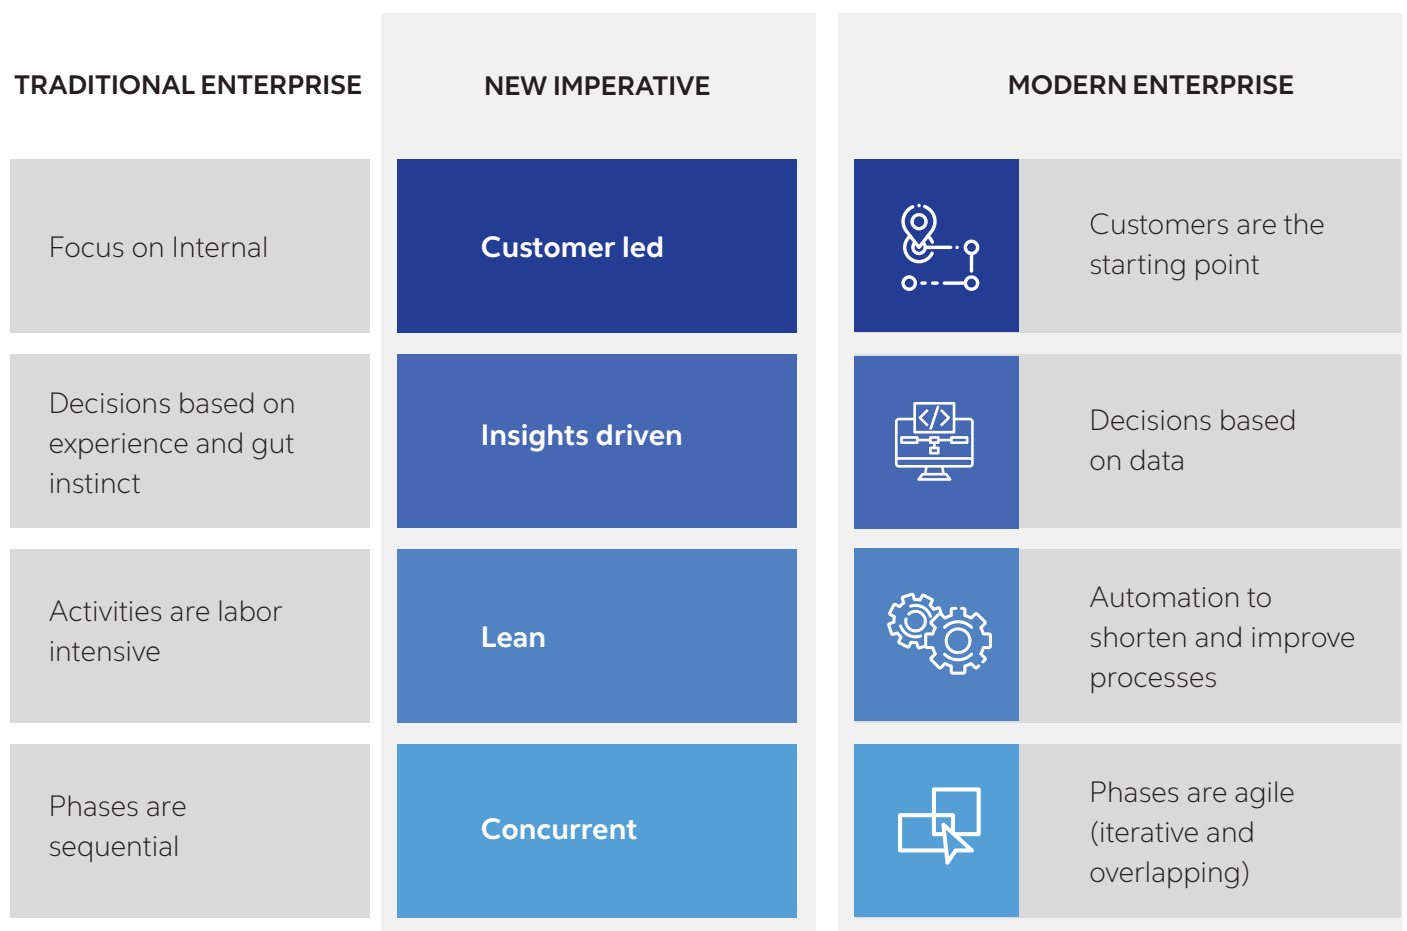 TRADITIONAL ENTERPRISE
NEW IMPERATIVE
MODERN ENTERPRISE
Focus on Internal
Customer led
Customers are the
starting point
Decisions based on
experience and gut
instinct
Insights driven
</>
Decisions based
on data
Activities are labor
intensive
Lean
Automation to
shorten and improve
processes
Phases are
sequential
Concurrent
Phases are agile
(iterative and
overlapping)